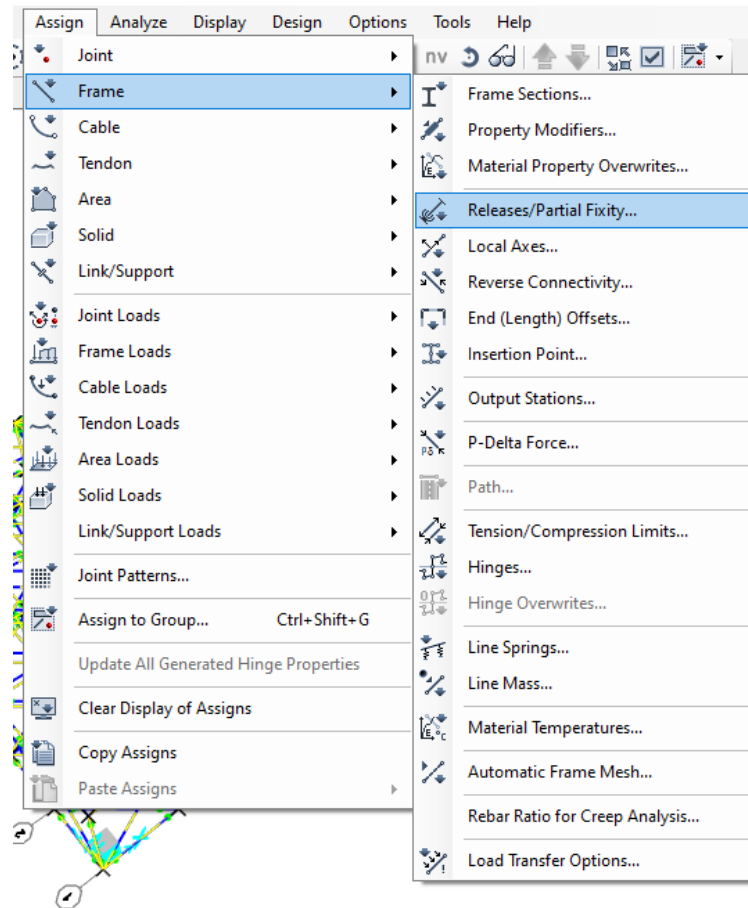 Assign Analyze Display Design Options Tools Help
Joint
nv
Frame
Cable
Tendon
Area
Solid
Link/Support
Joint Loads
Frame Loads
Cable Loads
Tendon Loads
Area Loads
Solid Loads
Link/Support Loads
Joint Patterns...
Assign to Group... Ctrl+Shift+G
Update All Generated Hinge Properties
Clear Display of Assigns
Copy Assigns
Paste Assigns
Frame Sections...
Property Modifiers...
Material Property Overwrites...
Releases/Partial Fixity...
Local Axes...
Reverse Connectivity...
End (Length) Offsets...
Insertion Point...
Output Stations...
P-Delta Force...
Path...
Tension/Compression Limits...
Hinges...
Hinge Overwrites...
Line Springs...
Line Mass...
Material Temperatures...
Automatic Frame Mesh...
Rebar Ratio for Creep Analysis...
Load Transfer Options...